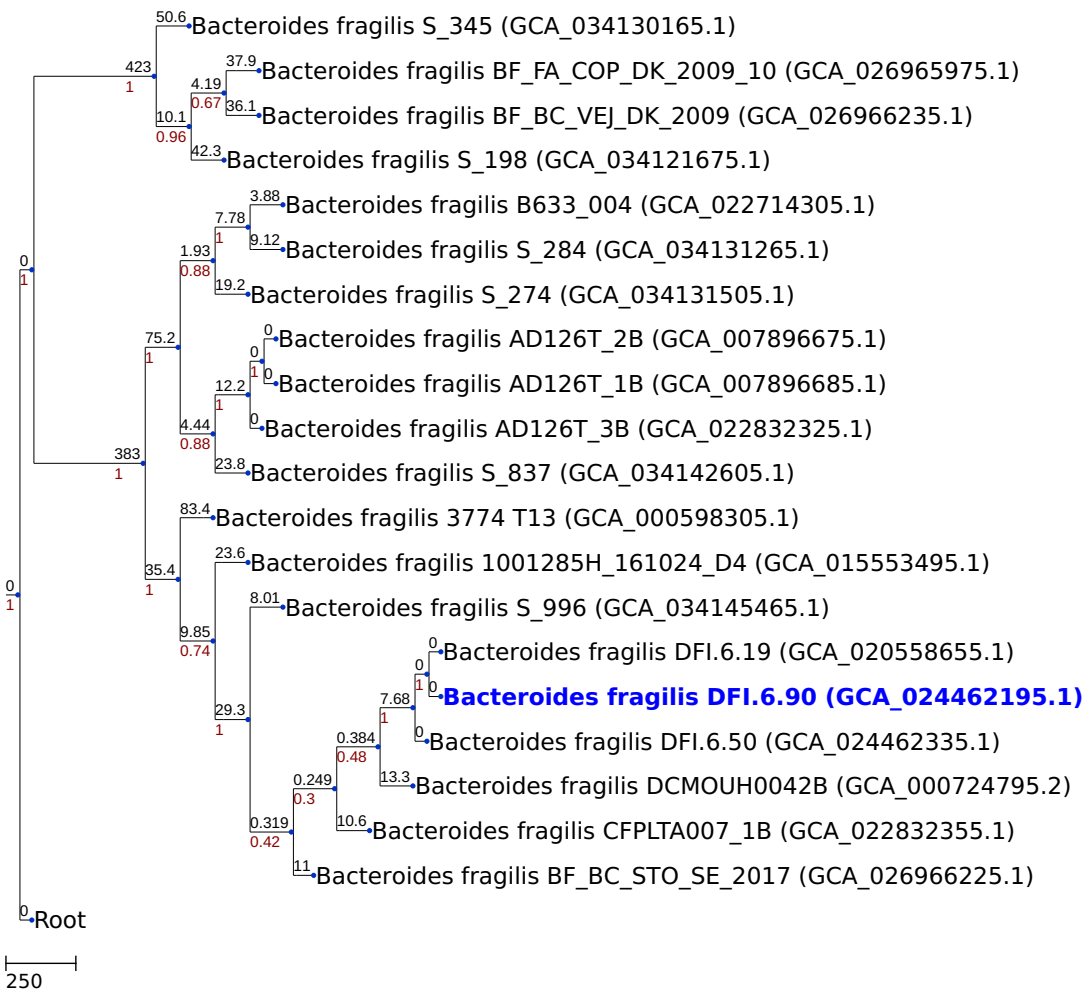 50.6 Bacteroides fragilis S_345 (GCA_034130165.1)
37.9 Bacteroides fragilis BF_FA_COP_DK_2009_10 (GCA_026965975.1)
423
1
4.19
0.67
36.1 Bacteroides fragilis BF_BC_VEJ_DK_2009 (GCA_026966235.1)
10.1
0.96
42.3 Bacteroides fragilis S_198 (GCA_034121675.1)
3.88 Bacteroides fragilis B633_004 (GCA_022714305.1)
7.78
1
9.12 Bacteroides fragilis S_284 (GCA_034131265.1)
1.93
0.88
0
1
19.2 Bacteroides fragilis S_274 (GCA_034131505.1)
0 Bacteroides fragilis AD126T_2B (GCA_007896675.1)
75.2
1
0
1
0 Bacteroides fragilis AD126T_1B (GCA_007896685.1)
12.2
1
0 Bacteroides fragilis AD126T_3B (GCA_022832325.1)
4.44
0.88
383
1
23.8 Bacteroides fragilis S_837 (GCA_034142605.1)
83.4 Bacteroides fragilis 3774 T13 (GCA_000598305.1)
23.6 Bacteroides fragilis 1001285H_161024_D4 (GCA_015553495.1)
35.4
1
0
1
8.01 Bacteroides fragilis S_996 (GCA_034145465.1)
9.85
0.74
0 Bacteroides fragilis DFI.6.19 (GCA_020558655.1)
0
1
0 Bacteroides fragilis DFI.6.90 (GCA_024462195.1)
7.68
1
29.3
1
0 Bacteroides fragilis DFI.6.50 (GCA_024462335.1)
0.384
0.48
13.3 Bacteroides fragilis DCMOUH0042B (GCA_000724795.2)
0.249
0.3
10.6 Bacteroides fragilis CFPLTA007_1B (GCA_022832355.1)
0.319
0.42
11 Bacteroides fragilis BF_BC_STO_SE_2017 (GCA_026966225.1)
0 Root
250